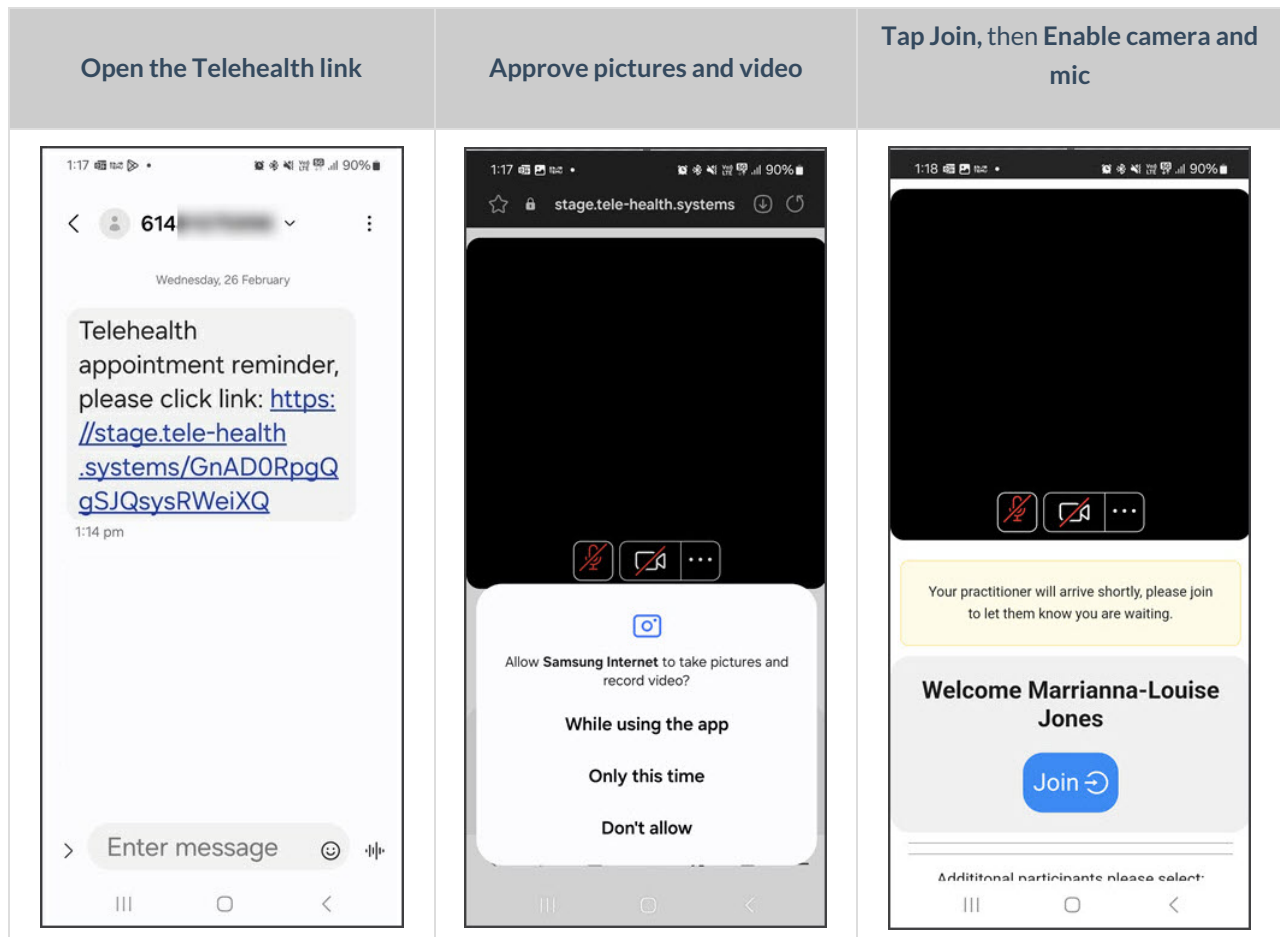 Open the Telehealth link
Approve pictures and video
Tap Join, then Enable camera and
mic
1:17
90%
614
Wednesday, 26 February
Telehealth
appointment reminder,
please click link: https:
//stage.tele-health
.systems/GnAD0RpgQ
gSJQsysRWeiXQ
1:14 pm
Enter message
1:17
90%
stage.tele-health.systems
Allow Samsung Internet to take pictures and
record video?
While using the app
Only this time
Don't allow
1:18
90%
Your practitioner will arrive shortly, please join
to let them know you are waiting.
Welcome Marrianna-Louise
Jones
Join
Addititonal participants please select: